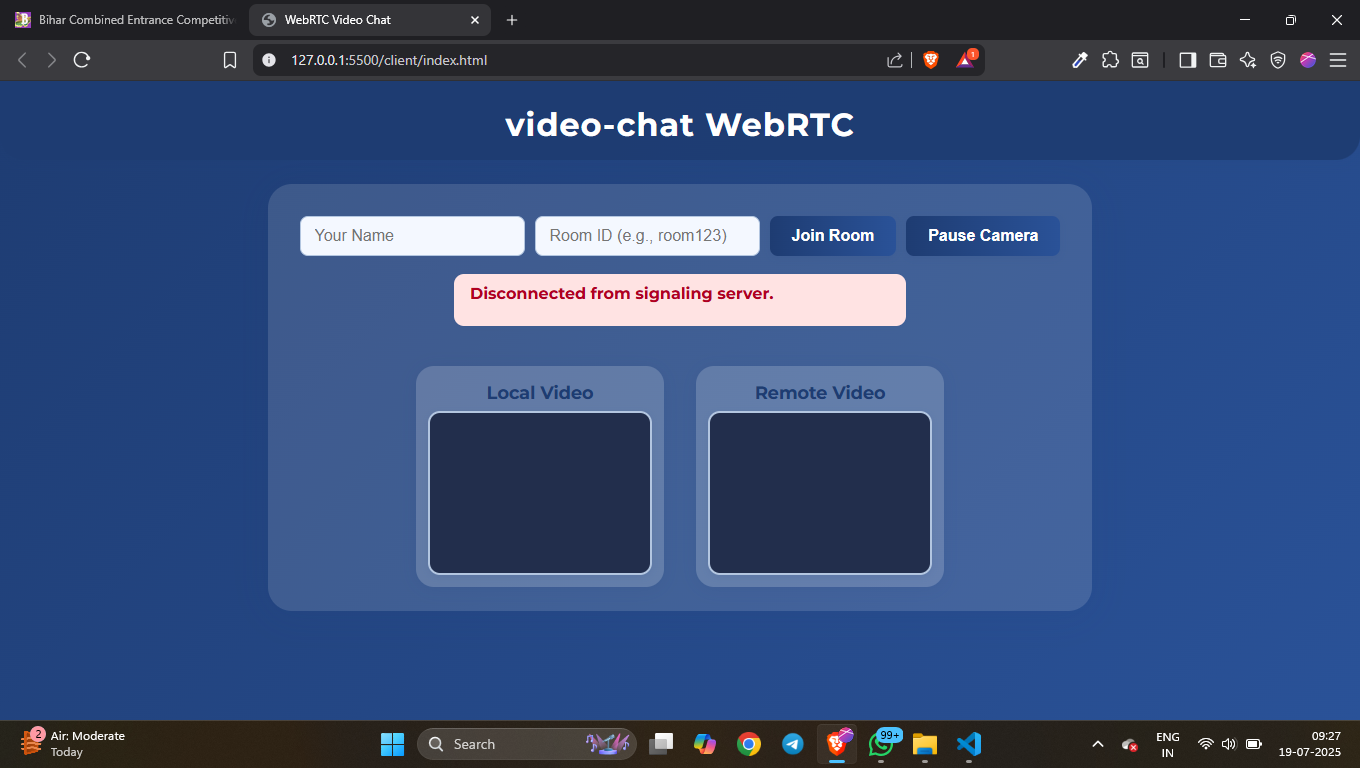 Bihar Combined Entrance Competitiv
WebRTC Video Chat
127.0.0.1:5500/client/index.html
1
video-chat WebRTC
Your Name
Room ID (e.g., room123)
Join Room
Pause Camera
Disconnected from signaling server.
Local Video
Remote Video
2
Air: Moderate
Today
Search
99+
ENG
IN
09:27
19-07-2025